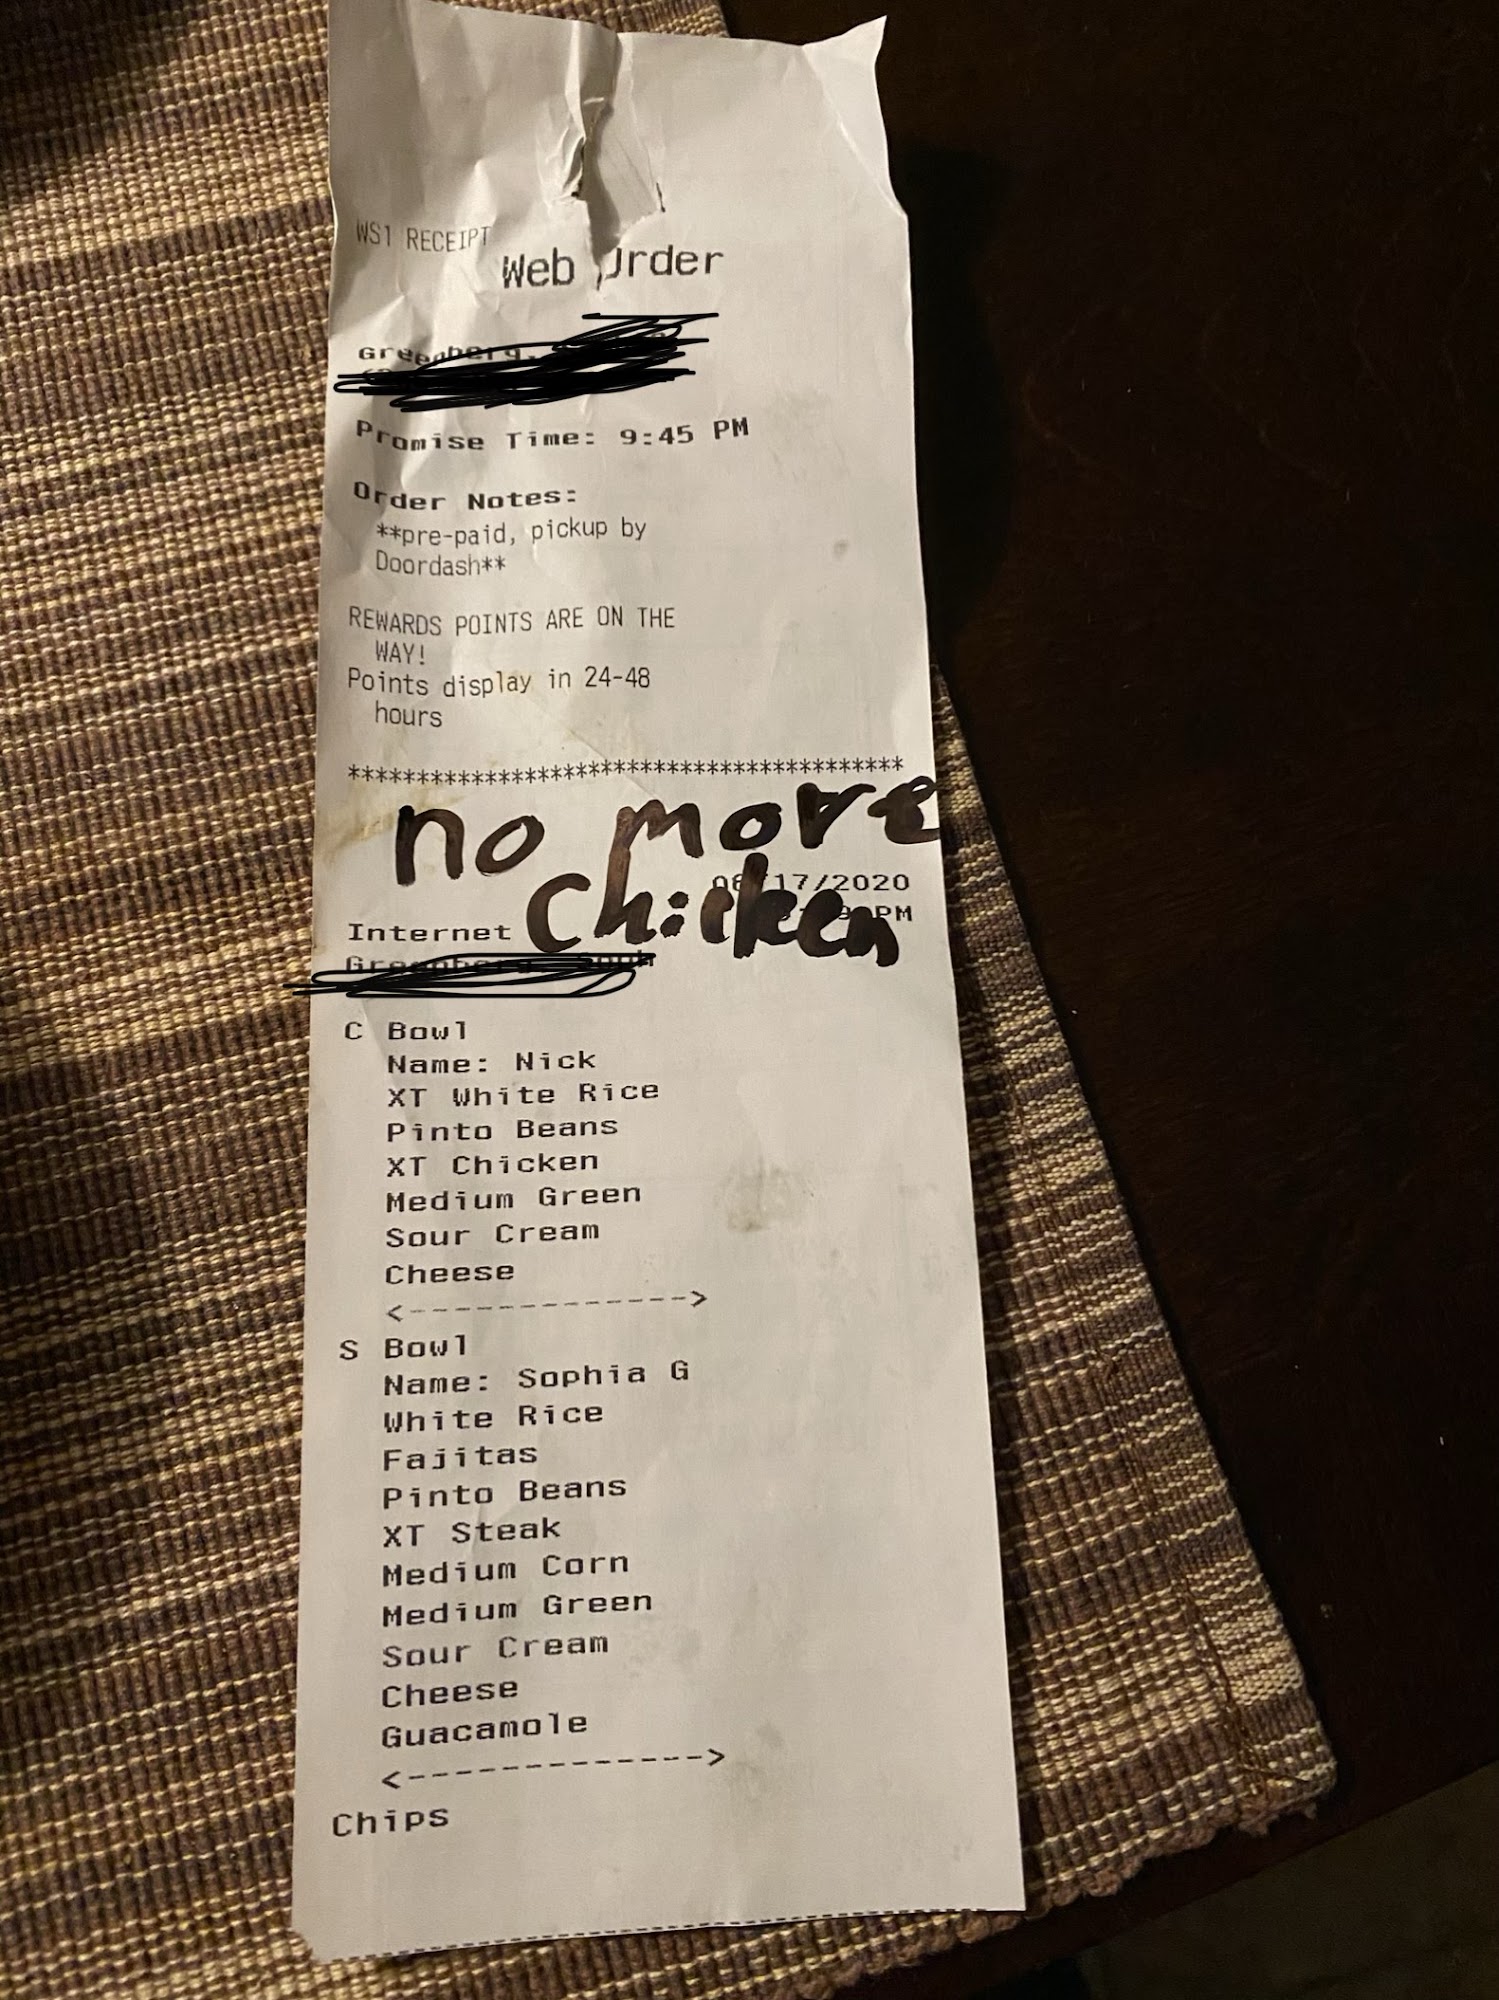 WS1 RECEIPT
Web Order
Promise Time: 9:45 PM
Order Notes:
**pre-paid, pickup by
Doordash**
REWARDS POINTS ARE ON THE
WAY!
Points display in 24-48
hours
*****************************************
no more
chicken
17/2020
PM
Internet
C Bowl
Name: Nick
XT White Rice
Pinto Beans
XT Chicken
Medium Green
Sour Cream
Cheese
<-------------->
S Bowl
Name: Sophia G
White Rice
Fajitas
Pinto Beans
XT Steak
Medium Corn
Medium Green
Sour Cream
Cheese
Guacamole
<-------------->
Chips